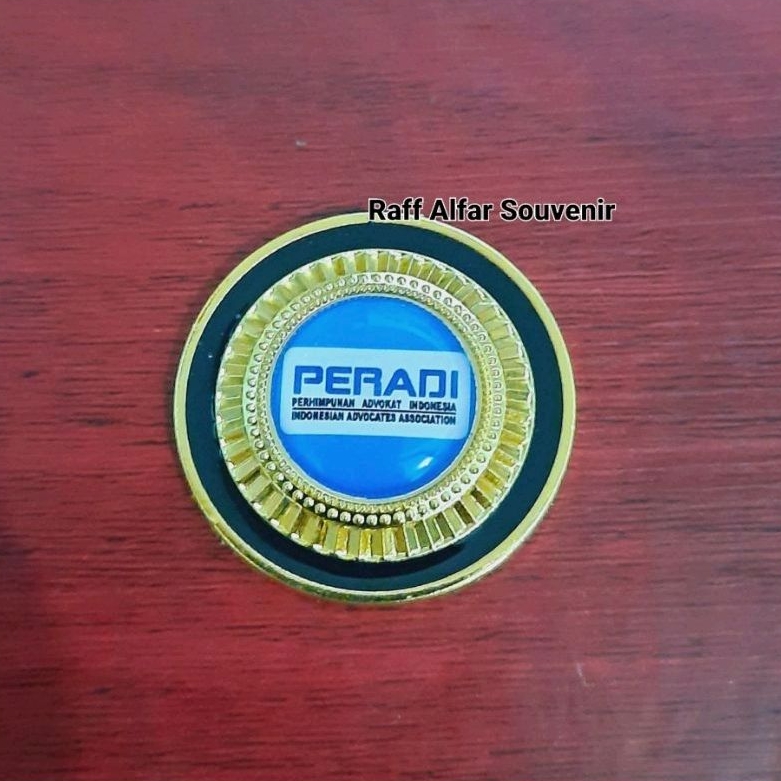 Raff Alfar Souvenir
PERADI
PERHIMPUNAN ADVOKAT INDONESIA
INDONESIAN ADVOCATES ASSOCIATION